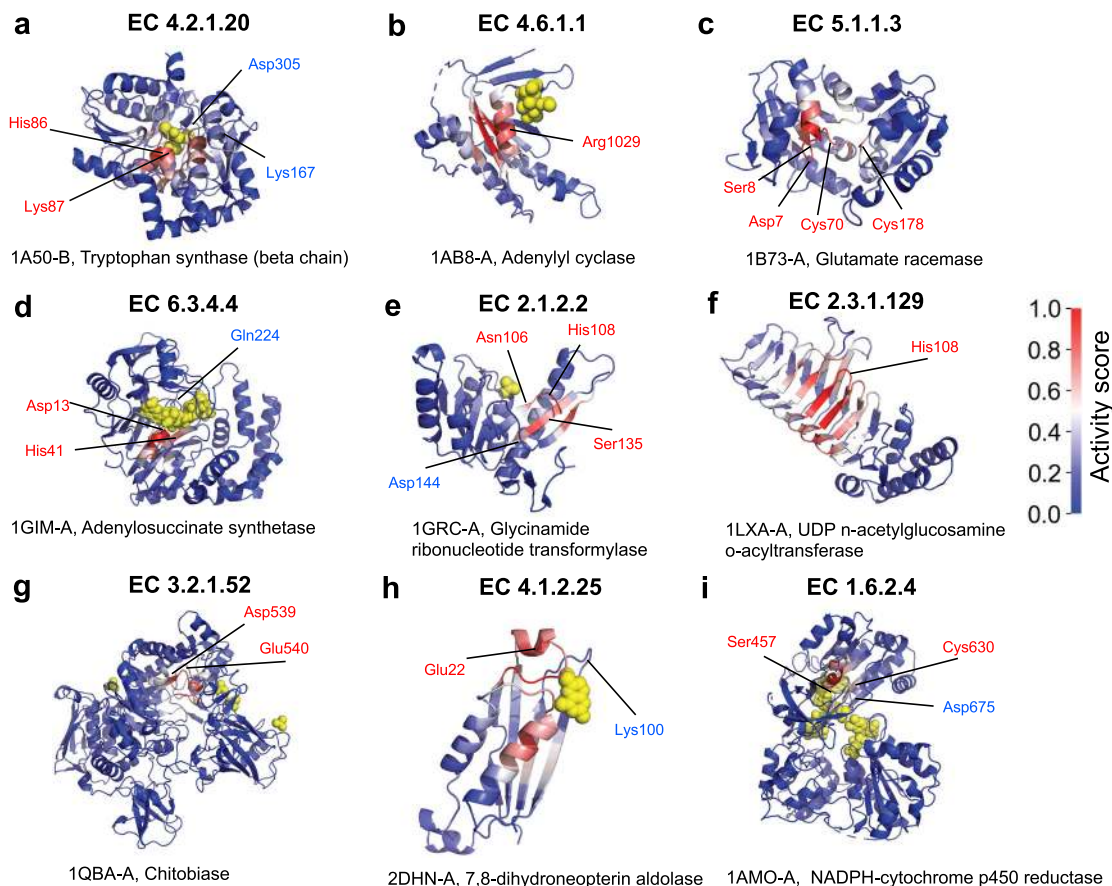 a EC 4.2.1.20
Asp305
His86
Lys167
Lys87
1A50-B, Tryptophan synthase (beta chain)
b EC 4.6.1.1
Arg1029
1AB8-A, Adenylyl cyclase
c EC 5.1.1.3
Ser8
Asp7
Cys70
Cys178
1B73-A, Glutamate racemase
d EC 6.3.4.4
Gln224
Asp13
His41
1GIM-A, Adenylosuccinate synthetase
e EC 2.1.2.2
His108
Asn106
Ser135
Asp144
1GRC-A, Glycinamide
ribonucleotide transformylase
f EC 2.3.1.129
His108
1LXA-A, UDP n-acetylglucosamine
o-acyltransferase
1.0
0.8
0.6
0.4
0.2
0.0
Activity score
g EC 3.2.1.52
Asp539
Glu540
1QBA-A, Chitobiase
h EC 4.1.2.25
Glu22
Lys100
2DHN-A, 7,8-dihydroneopterin aldolase
i EC 1.6.2.4
Ser457
Cys630
Asp675
1AMO-A, NADPH-cytochrome p450 reductase